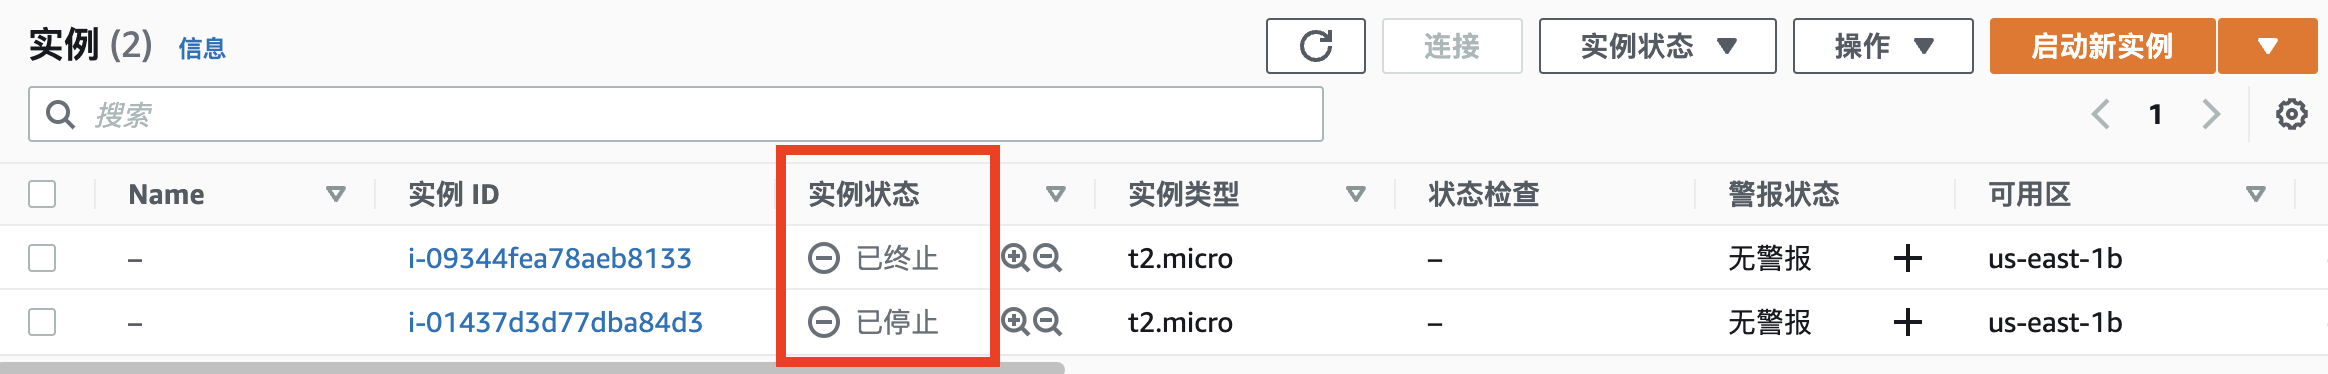 实例 (2) 信息 连接 实例状态 操作 启动新实例
搜索 1
Name 实例 ID 实例状态 实例类型 状态检查 警报状态 可用区
– i-09344fea78aeb8133 已终止 t2.micro – 无警报 us-east-1b
– i-01437d3d77dba84d3 已停止 t2.micro – 无警报 us-east-1b